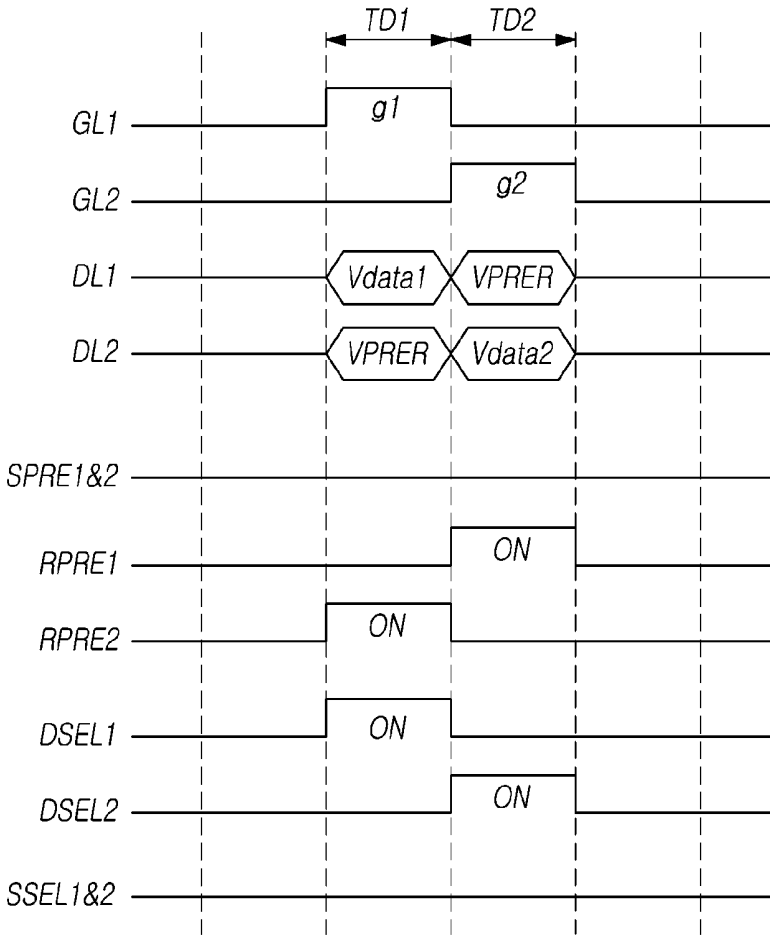 TD1 TD2
GL1 g1
GL2 g2
DL1 Vdata1 VPRER
DL2 VPRER Vdata2
SPRE1&2
RPRE1 ON
RPRE2 ON
DSEL1 ON
DSEL2 ON
SSEL1&2